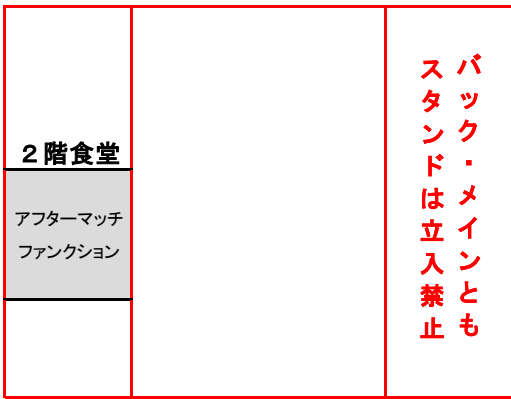 ２階食堂
アフターマッチ
ファンクション
バック・メインとも
スタンドは立入禁止